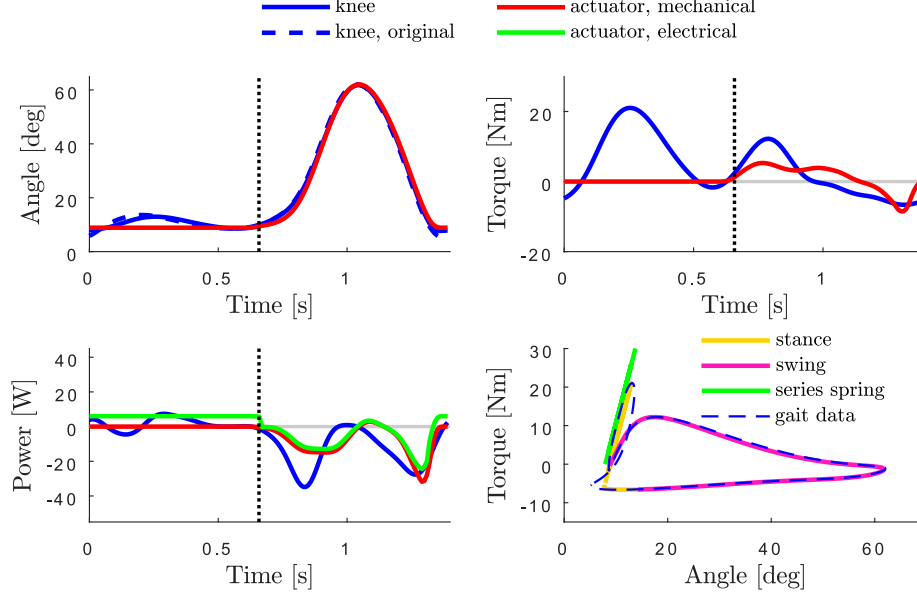 knee
actuator, mechanical
knee, original
actuator, electrical
60
40
20
0
Angle [deg]
0
0.5
1
Time [s]
20
0
-20
Torque [Nm]
0
0.5
1
Time [s]
40
20
0
-20
-40
Power [W]
0
0.5
1
Time [s]
stance
swing
series spring
gait data
30
20
10
0
-10
Torque [Nm]
0
20
40
60
Angle [deg]